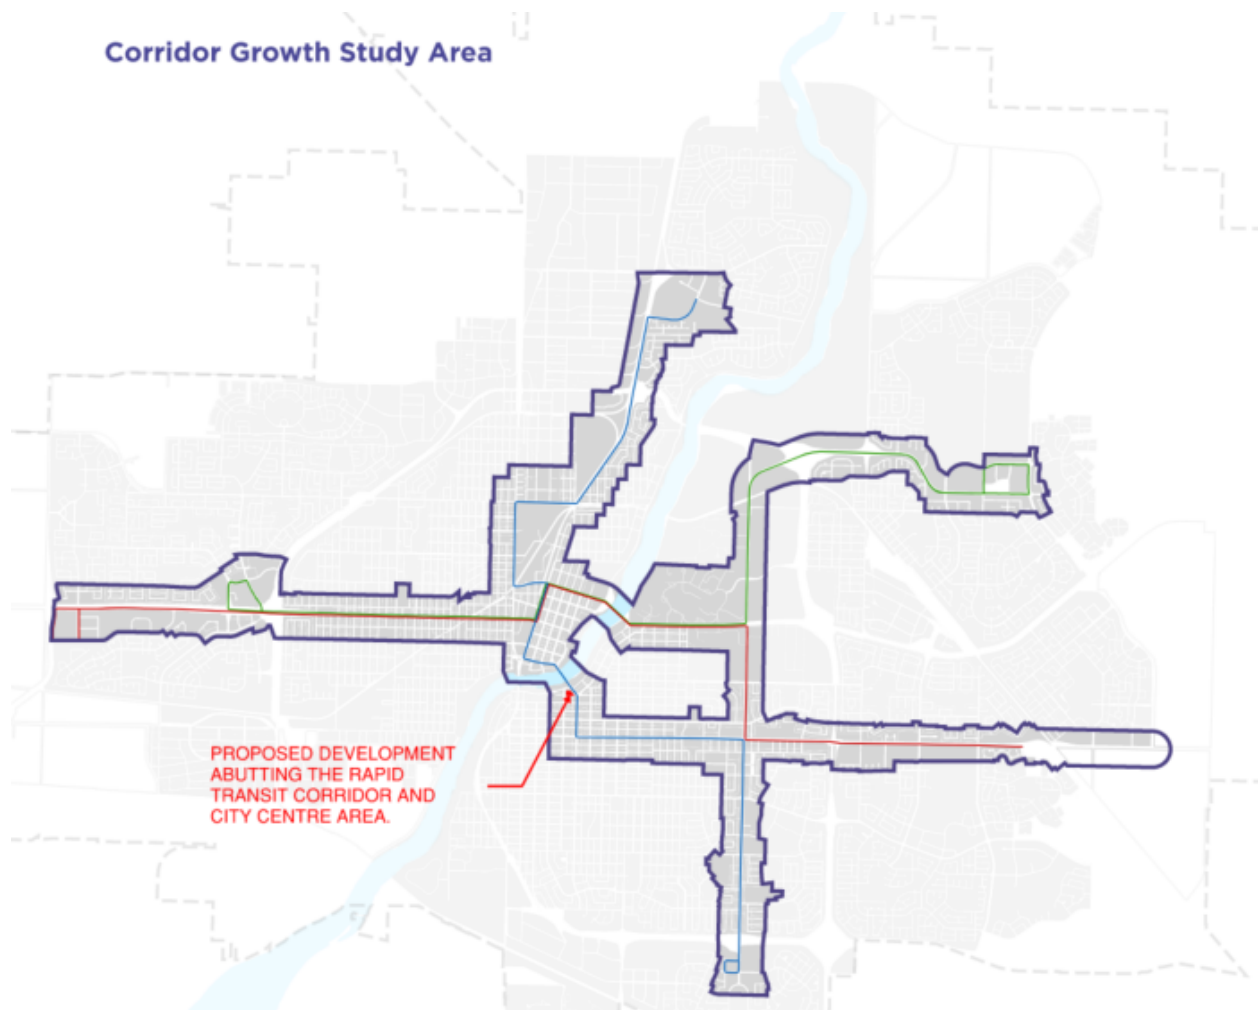 Corridor Growth Study Area
PROPOSED DEVELOPMENT
ABUTTING THE RAPID
TRANSIT CORRIDOR AND
CITY CENTRE AREA.